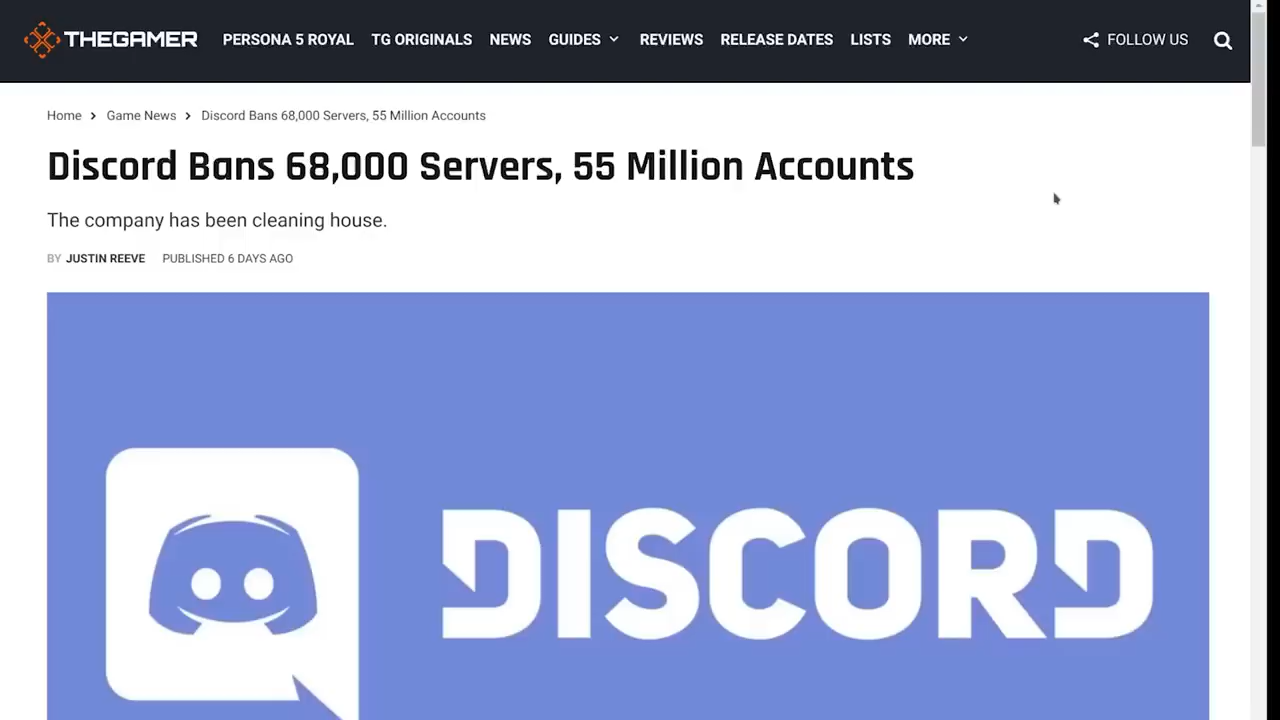 THEGAMER PERSONA 5 ROYAL TG ORIGINALS NEWS GUIDES REVIEWS RELEASE DATES LISTS MORE FOLLOW US
Home > Game News > Discord Bans 68,000 Servers, 55 Million Accounts
Discord Bans 68,000 Servers, 55 Million Accounts
The company has been cleaning house.
BY JUSTIN REEVE PUBLISHED 6 DAYS AGO
DISCORD